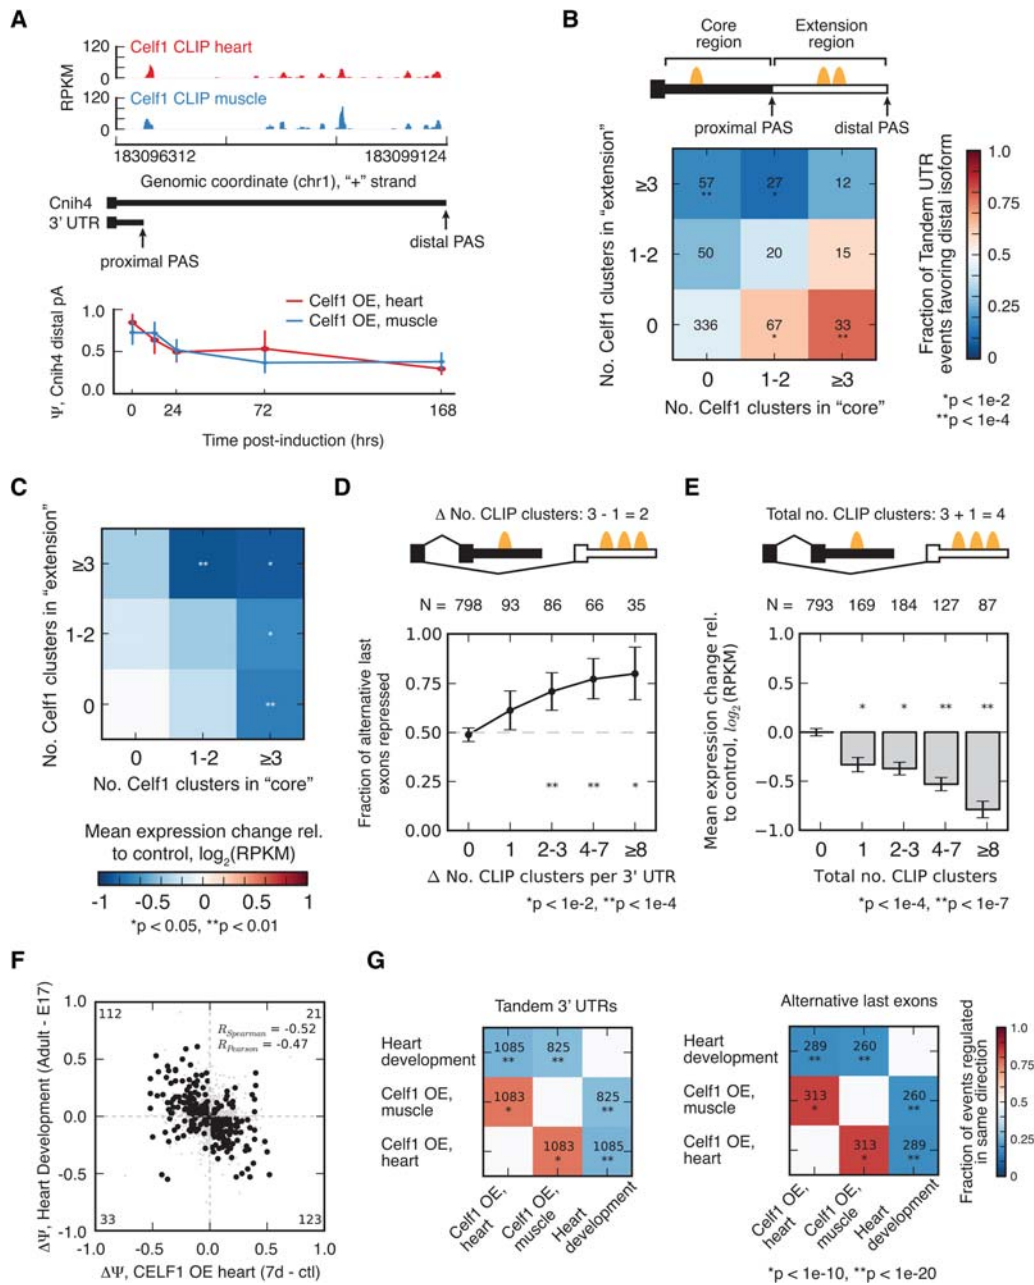 A
120
RPKM
0
Celf1 CLIP heart
120
0
Celf1 CLIP muscle
183096312
183099124
Genomic coordinate (chr1), "+" strand
Cnih4
3' UTR
proximal PAS
distal PAS
Ψ, Cnih4 distal pA
1.0
0.5
0.0
Celf1 OE, heart
Celf1 OE, muscle
0 24 72 168
Time post-induction (hrs)
B
Core
region
Extension
region
proximal PAS
distal PAS
No. Celf1 clusters in "extension"
≥3
1-2
0
57
**
27
*
12
50
20
15
336
67
*
33
**
0 1-2 ≥3
No. Celf1 clusters in "core"
Fraction of Tandem UTR
events favoring distal isoform
1.0
0.75
0.5
0.25
0
*p < 1e-2
**p < 1e-4
C
No. Celf1 clusters in "extension"
≥3
1-2
0
**
*
*
**
0 1-2 ≥3
No. Celf1 clusters in "core"
Mean expression change rel.
to control, log2(RPKM)
-1 -0.5 0 0.5 1
*p < 0.05, **p < 0.01
D
Δ No. CLIP clusters: 3 - 1 = 2
N = 798 93 86 66 35
Fraction of alternative last
exons repressed
1.00
0.75
0.50
0.25
0.00
** ** *
0 1 2-3 4-7 ≥8
Δ No. CLIP clusters per 3' UTR
*p < 1e-2, **p < 1e-4
E
Total no. CLIP clusters: 3 + 1 = 4
N = 793 169 184 127 87
Mean expression change rel.
to control, log2(RPKM)
1.0
0.5
0.0
−0.5
−1.0
* * ** **
0 1 2-3 4-7 ≥8
Total no. CLIP clusters
*p < 1e-4, **p < 1e-7
F
ΔΨ, Heart Development (Adult - E17)
1.0
0.5
0.0
-0.5
-1.0
112
21
RSpearman = -0.52
RPearson = -0.47
33
123
-1.0 -0.5 0.0 0.5 1.0
ΔΨ, CELF1 OE heart (7d - ctl)
G
Tandem 3' UTRs
Heart
development
Celf1 OE,
muscle
Celf1 OE,
heart
1085
**
825
**
1083
*
825
**
1083
*
1085
**
Celf1 OE,
heart
Celf1 OE,
muscle
Heart
development
Alternative last exons
Heart
development
Celf1 OE,
muscle
Celf1 OE,
heart
289
**
260
**
313
*
260
**
313
*
289
**
Celf1 OE,
heart
Celf1 OE,
muscle
Heart
development
Fraction of events regulated
in same direction
1.0
0.75
0.5
0.25
0
*p < 1e-10, **p < 1e-20